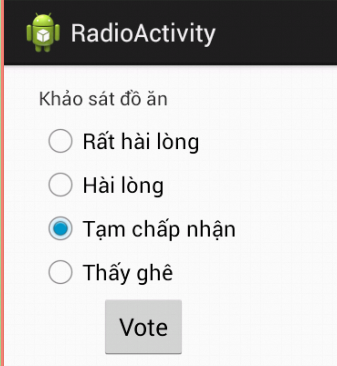 RadioActivity
Khảo sát đồ ăn
Rất hài lòng
Hài lòng
Tạm chấp nhận
Thấy ghê
Vote